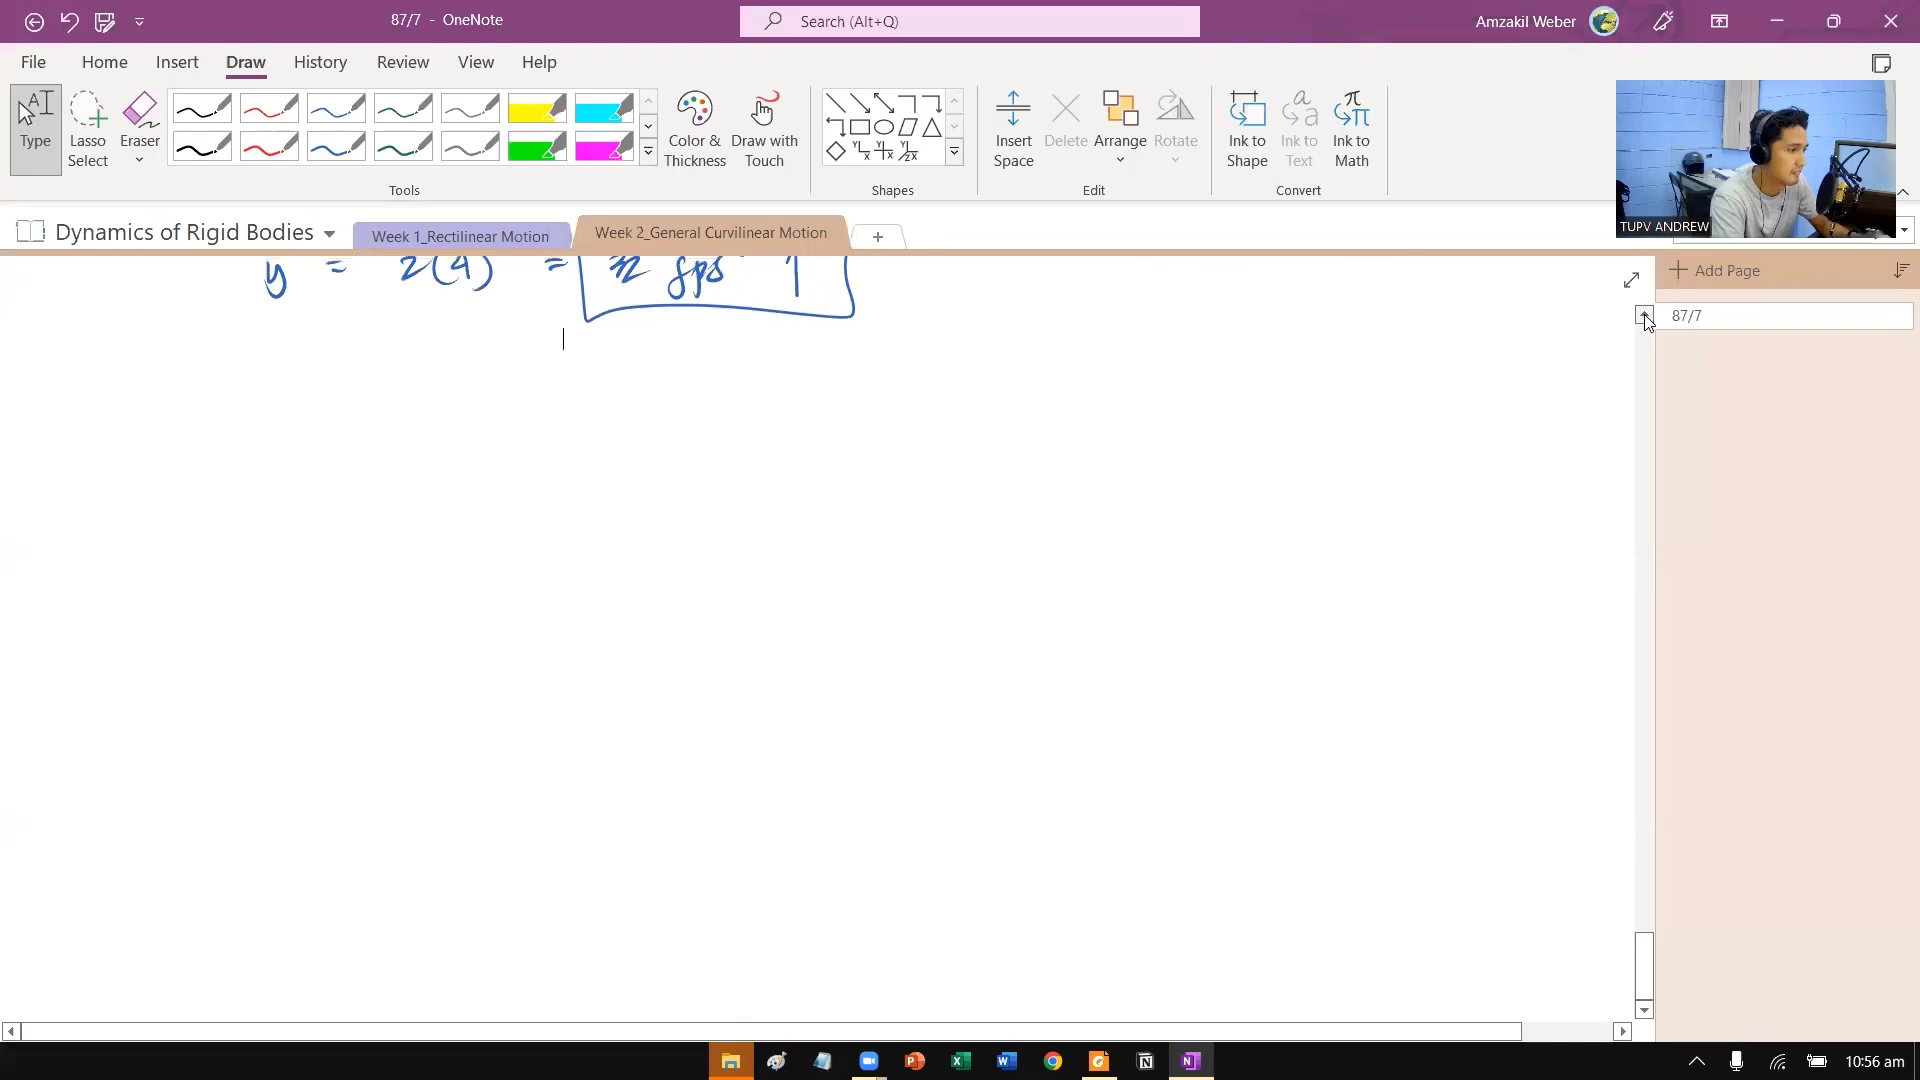 87/7 - OneNote
Search (Alt+Q)
Amzakil Weber
File Home Insert Draw History Review View Help
Type
Lasso Select
Eraser
Color & Thickness
Draw with Touch
Insert Space
Delete
Arrange
Rotate
Ink to Shape
Ink to Text
Ink to Math
Tools
Shapes
Edit
Convert
TUPV ANDREW
Dynamics of Rigid Bodies
Week 1_Rectilinear Motion
Week 2_General Curvilinear Motion
Add Page
87/7
y = 2(4) = fps
10:56 am